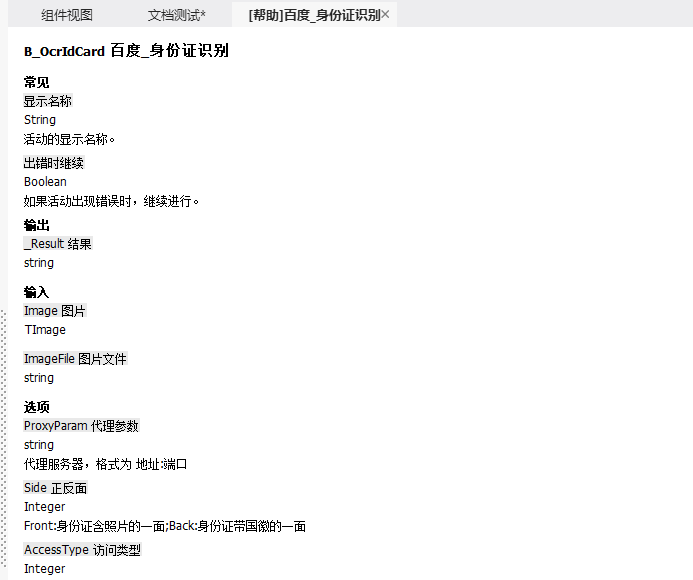 组件视图 文档测试* [帮助]百度_身份证识别×
B_OcrIdCard 百度_身份证识别
常见
显示名称
String
活动的显示名称。
出错时继续
Boolean
如果活动出现错误时，继续进行。
输出
_Result 结果
string
输入
Image 图片
TImage
ImageFile 图片文件
string
选项
ProxyParam 代理参数
string
代理服务器，格式为 地址:端口
Side 正反面
Integer
Front:身份证含照片的一面;Back:身份证带国徽的一面
AccessType 访问类型
Integer